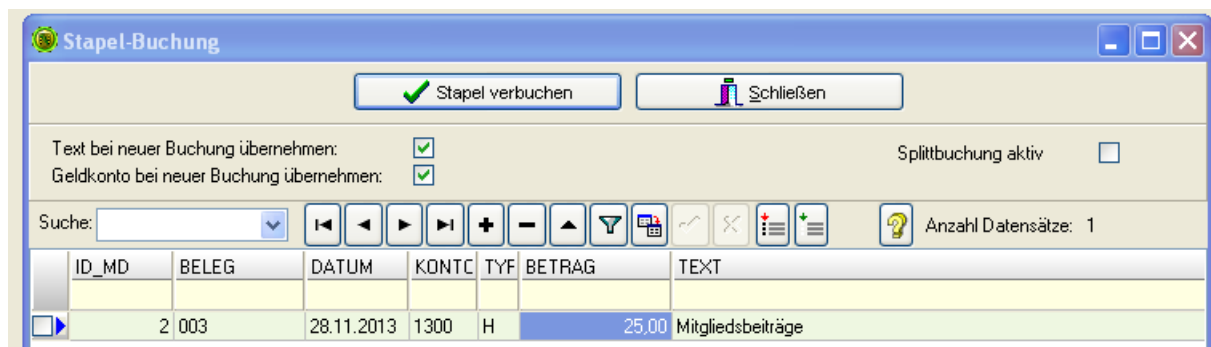 Stapel-Buchung
Stapel verbuchen Schließen
Text bei neuer Buchung übernehmen: Splittbuchung aktiv
Geldkonto bei neuer Buchung übernehmen:
Suche: Anzahl Datensätze: 1
ID_MD BELEG DATUM KONTO TYP BETRAG TEXT
2 003 28.11.2013 1300 H 25,00 Mitgliedsbeiträge